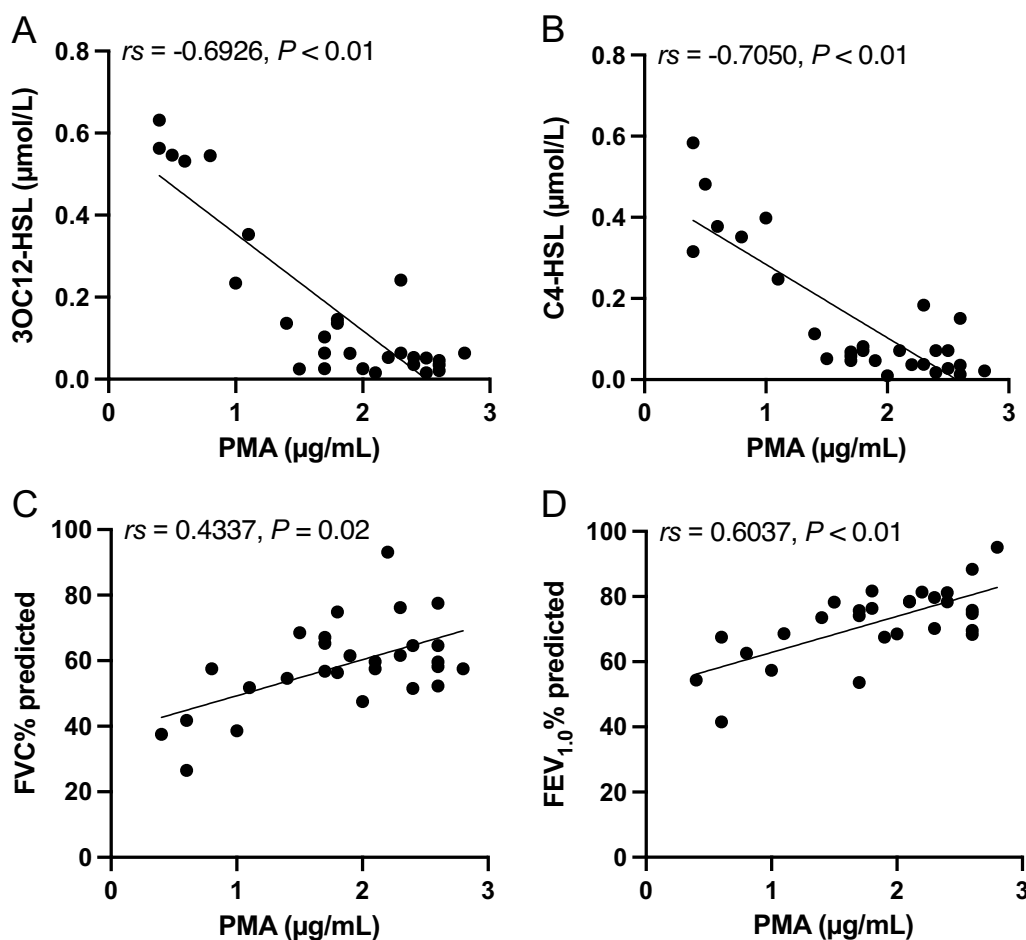 A
rs = -0.6926, P < 0.01
0.8
0.6
0.4
0.2
0.0
3OC12-HSL (µmol/L)
0 1 2 3
PMA (µg/mL)
B
rs = -0.7050, P < 0.01
0.8
0.6
0.4
0.2
0.0
C4-HSL (µmol/L)
0 1 2 3
PMA (µg/mL)
C
rs = 0.4337, P = 0.02
100
80
60
40
20
0
FVC% predicted
0 1 2 3
PMA (µg/mL)
D
rs = 0.6037, P < 0.01
100
80
60
40
20
0
FEV1.0% predicted
0 1 2 3
PMA (µg/mL)